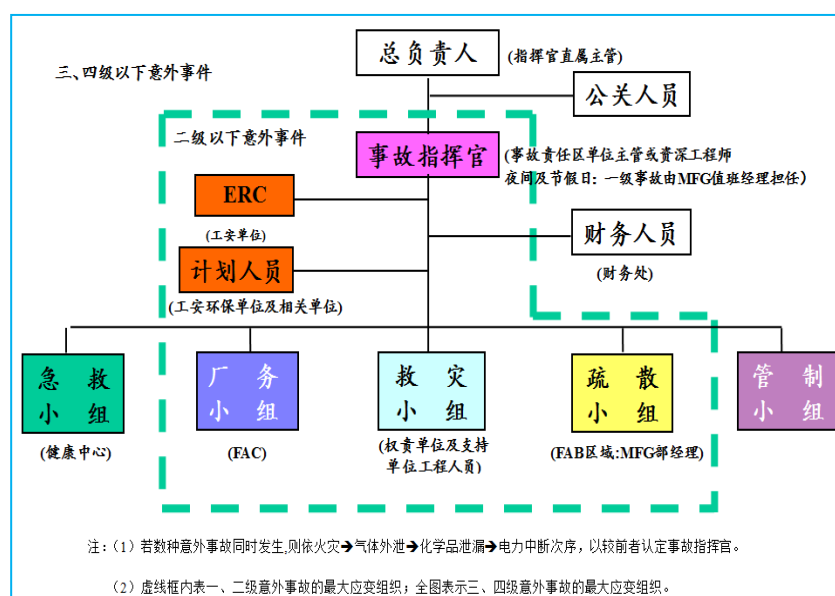 总负责人
(指挥官直属主管)
三、四级以下意外事件
公关人员
二级以下意外事件
事故指挥官
(事故责任区单位主管或资深工程师
夜间及节假日：一级事故由MFG值班经理担任）
ERC
(工安单位)
财务人员
(财务处)
计划人员
(工安环保单位及相关单位)
急 救
小 组
(健康中心)
厂 务
小 组
(FAC)
救 灾
小 组
(权责单位及支持
单位工程人员)
疏 散
小 组
(FAB区域:MFG部经理)
管 制
小 组
注：（1）若数种意外事故同时发生,则依火灾➔气体外泄➔化学品泄漏➔电力中断次序，以较前者认定事故指挥官。
（2）虚线框内表一、二级意外事故的最大应变组织；全图表示三、四级意外事故的最大应变组织。